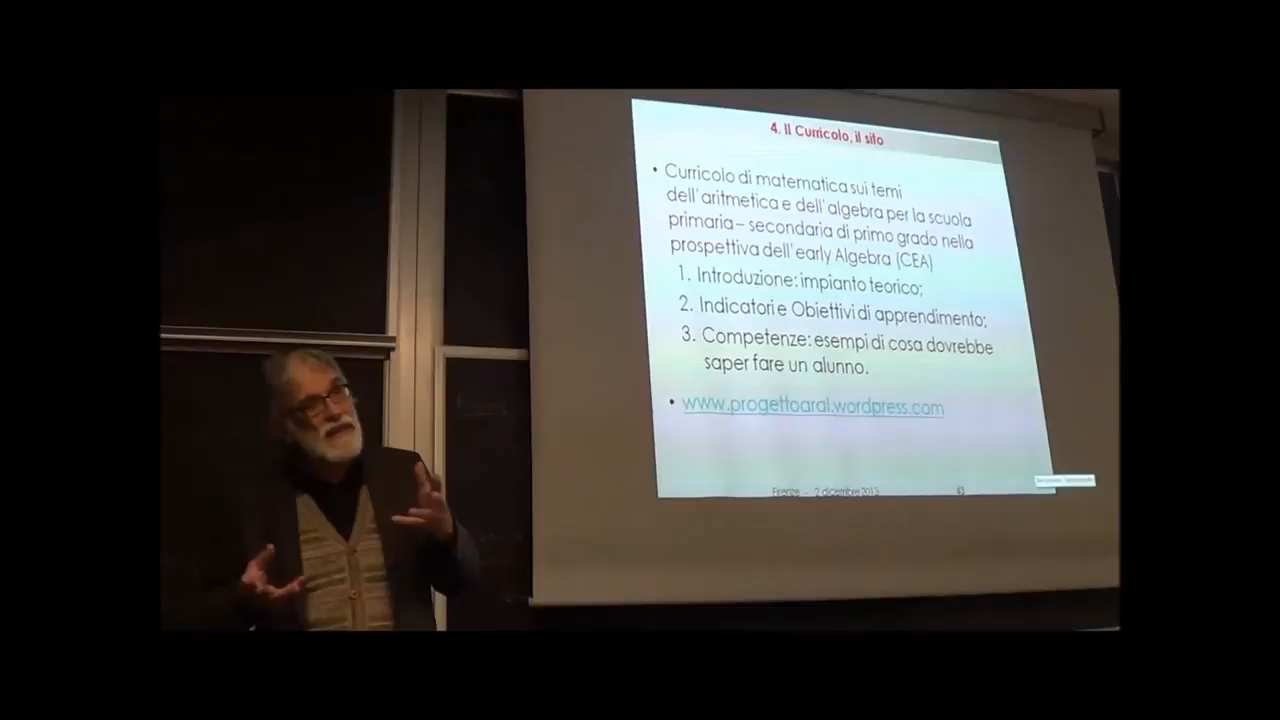 4. Il Curricolo, il sito
• Curricolo di matematica sui temi
dell'aritmetica e dell'algebra per la scuola
primaria – secondaria di primo grado nella
prospettiva dell'early Algebra (CEA)
1. Introduzione: impianto teorico;
2. Indicatori e Obiettivi di apprendimento;
3. Competenze: esempi di cosa dovrebbe
saper fare un alunno.
• www.progettoaral.wordpress.com
Firenze - 2 dicembre 2013